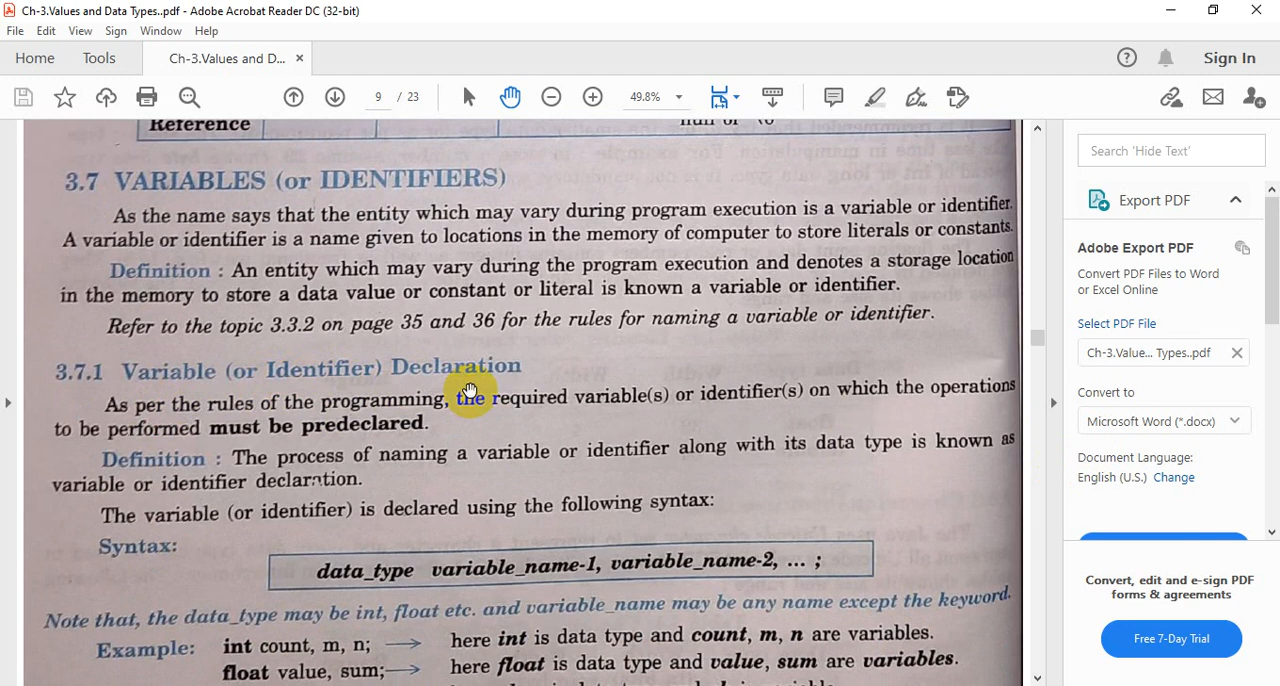 Ch-3.Values and Data Types..pdf - Adobe Acrobat Reader DC (32-bit)
File Edit View Sign Window Help
Home Tools Ch-3.Values and D... × Sign In
9 / 23 49.8%
Reference
3.7 VARIABLES (or IDENTIFIERS)
As the name says that the entity which may vary during program execution is a variable or identifier.
A variable or identifier is a name given to locations in the memory of computer to store literals or constants.
Definition : An entity which may vary during the program execution and denotes a storage location
in the memory to store a data value or constant or literal is known a variable or identifier.
Refer to the topic 3.3.2 on page 35 and 36 for the rules for naming a variable or identifier.
3.7.1 Variable (or Identifier) Declaration
As per the rules of the programming, the required variable(s) or identifier(s) on which the operations
to be performed must be predeclared.
Definition : The process of naming a variable or identifier along with its data type is known as
variable or identifier declaration.
The variable (or identifier) is declared using the following syntax:
Syntax:
data_type variable_name-1, variable_name-2, ... ;
Note that, the data_type may be int, float etc. and variable_name may be any name except the keyword.
Example: int count, m, n; → here int is data type and count, m, n are variables.
float value, sum; → here float is data type and value, sum are variables.
Search 'Hide Text'
Export PDF
Adobe Export PDF
Convert PDF Files to Word
or Excel Online
Select PDF File
Ch-3.Value... Types..pdf
Convert to
Microsoft Word (*.docx)
Document Language:
English (U.S.) Change
Convert, edit and e-sign PDF
forms & agreements
Free 7-Day Trial